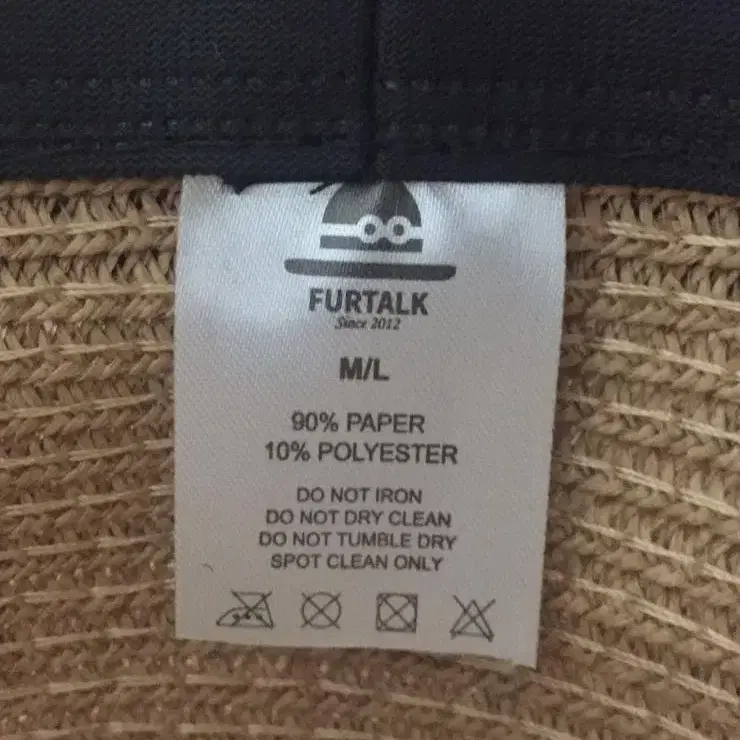 FURTALK
Since 2012
M/L
90% PAPER
10% POLYESTER
DO NOT IRON
DO NOT DRY CLEAN
DO NOT TUMBLE DRY
SPOT CLEAN ONLY